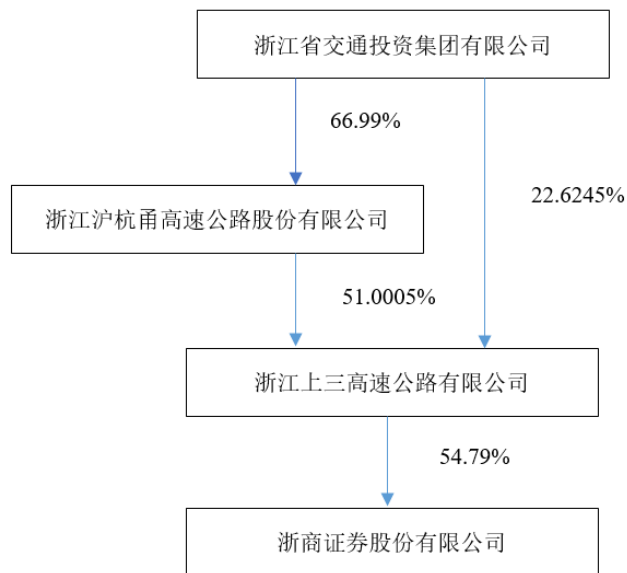 浙江省交通投资集团有限公司
66.99%
22.6245%
浙江沪杭甬高速公路股份有限公司
51.0005%
浙江上三高速公路有限公司
54.79%
浙商证券股份有限公司